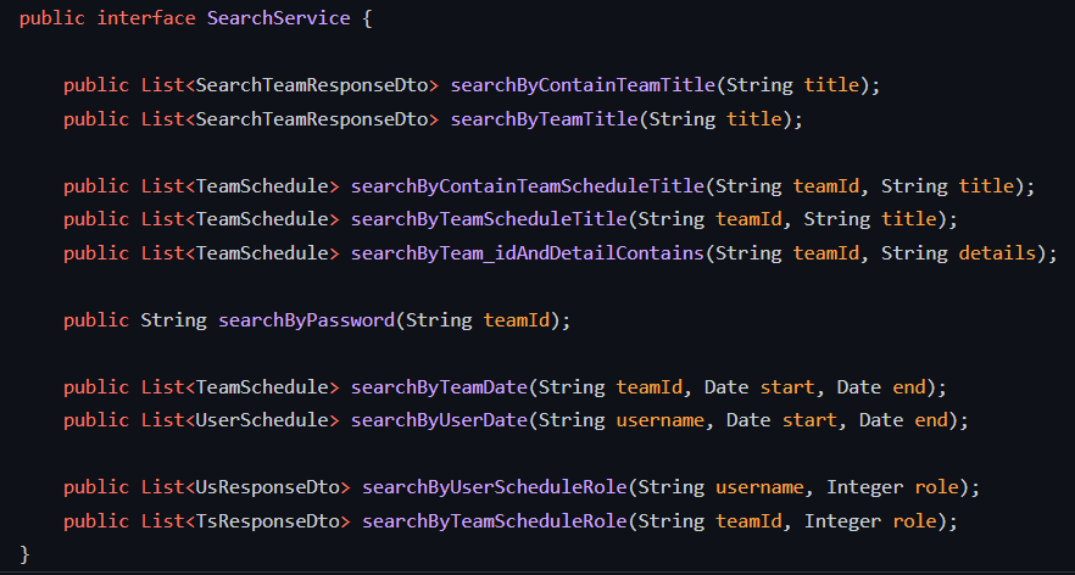 public interface SearchService {
public List<SearchTeamResponseDto> searchByContainTeamTitle(String title);
public List<SearchTeamResponseDto> searchByTeamTitle(String title);
public List<TeamSchedule> searchByContainTeamScheduleTitle(String teamId, String title);
public List<TeamSchedule> searchByTeamScheduleTitle(String teamId, String title);
public List<TeamSchedule> searchByTeam_idAndDetailContains(String teamId, String details);
public String searchByPassword(String teamId);
public List<TeamSchedule> searchByTeamDate(String teamId, Date start, Date end);
public List<UserSchedule> searchByUserDate(String username, Date start, Date end);
public List<UsResponseDto> searchByUserScheduleRole(String username, Integer role);
public List<TsResponseDto> searchByTeamScheduleRole(String teamId, Integer role);
}